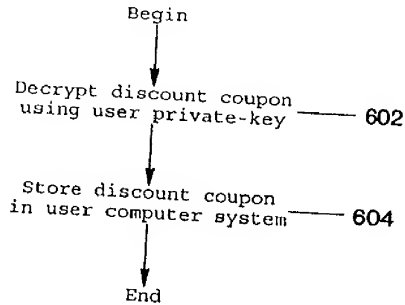 Begin
Decrypt discount coupon
using user private-key
602
Store discount coupon
in user computer system
604
End